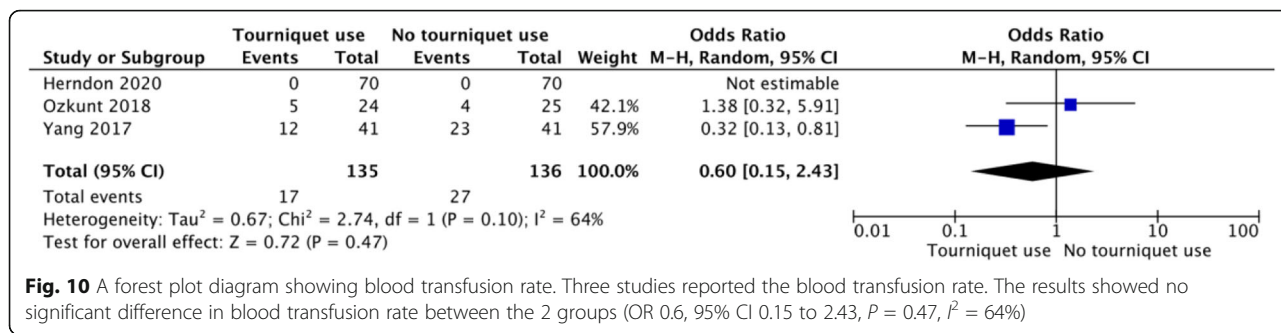 Tourniquet use No tourniquet use Odds Ratio Odds Ratio
Study or Subgroup Events Total Events Total Weight M-H, Random, 95% CI M-H, Random, 95% CI
Herndon 2020 0 70 0 70 Not estimable
Ozkunt 2018 5 24 4 25 42.1% 1.38 [0.32, 5.91]
Yang 2017 12 41 23 41 57.9% 0.32 [0.13, 0.81]
Total (95% CI) 135 136 100.0% 0.60 [0.15, 2.43]
Total events 17 27
Heterogeneity: Tau² = 0.67; Chi² = 2.74, df = 1 (P = 0.10); I² = 64%
Test for overall effect: Z = 0.72 (P = 0.47)
0.01 0.1 1 10 100
Tourniquet use No tourniquet use
Fig. 10 A forest plot diagram showing blood transfusion rate. Three studies reported the blood transfusion rate. The results showed no
significant difference in blood transfusion rate between the 2 groups (OR 0.6, 95% CI 0.15 to 2.43, P = 0.47, I² = 64%)